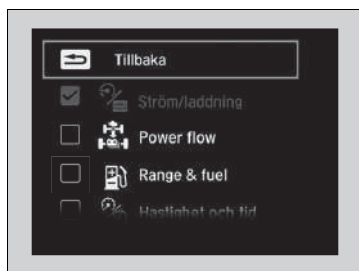 Tillbaka
Ström/laddning
Power flow
Range & fuel
Hastighet och tid